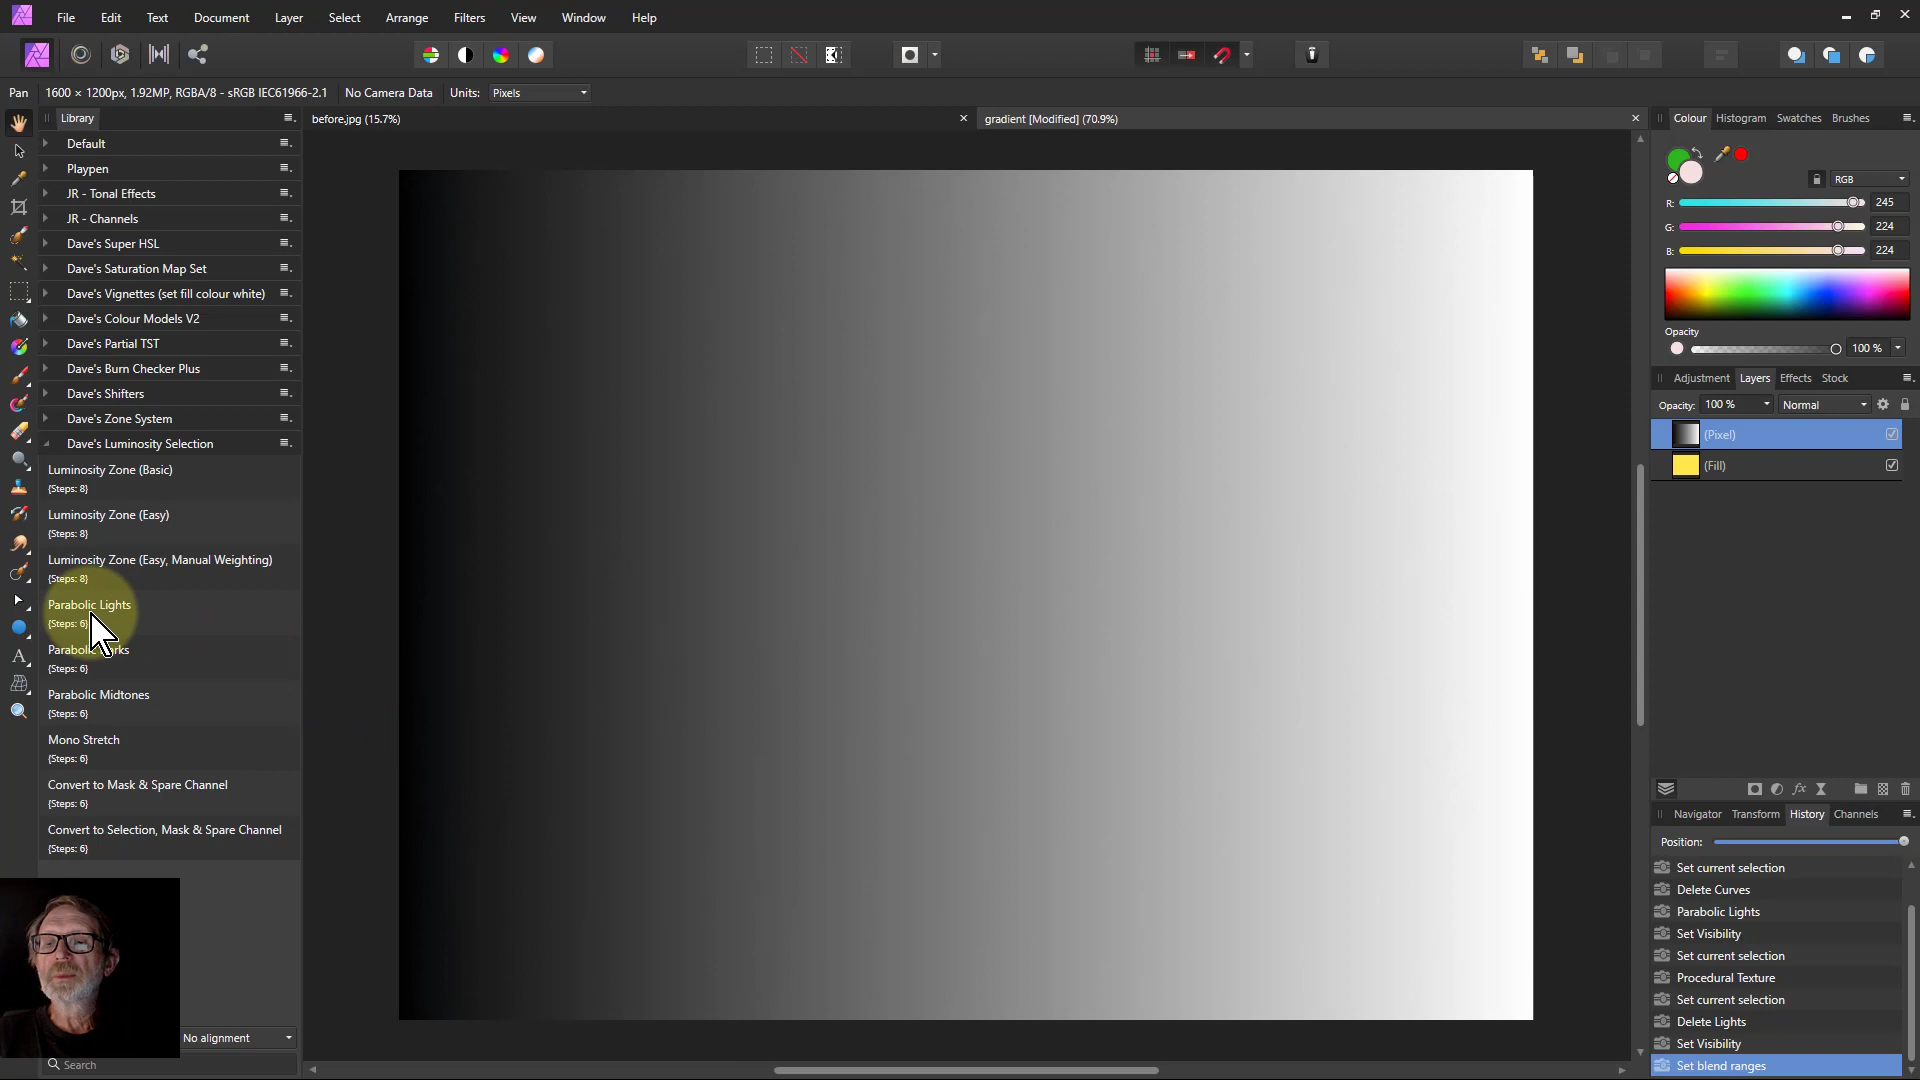 File Edit Text Document Layer Select Arrange Filters View Window Help
Pan 1600 × 1200px, 1.92MP, RGBA/8 - sRGB IEC61966-2.1 No Camera Data Units: Pixels
Library
before.jpg (15.7%)
gradient [Modified] (70.9%)
Default
Playpen
JR - Tonal Effects
JR - Channels
Dave's Super HSL
Dave's Saturation Map Set
Dave's Vignettes (set fill colour white)
Dave's Colour Models V2
Dave's Partial TST
Dave's Burn Checker Plus
Dave's Shifters
Dave's Zone System
Dave's Luminosity Selection
Luminosity Zone (Basic)
{Steps: 8}
Luminosity Zone (Easy)
{Steps: 8}
Luminosity Zone (Easy, Manual Weighting)
{Steps: 8}
Parabolic Lights
{Steps: 6}
{Steps: 6}
Parabolic Midtones
{Steps: 6}
Mono Stretch
{Steps: 6}
Convert to Mask & Spare Channel
{Steps: 6}
Convert to Selection, Mask & Spare Channel
{Steps: 6}
No alignment
Search
Colour Histogram Swatches Brushes
RGB
R: 245
G: 224
B: 224
Opacity
100 %
Adjustment Layers Effects Stock
Opacity: 100 % Normal
(Pixel)
(Fill)
Navigator Transform History Channels
Position:
Set current selection
Delete Curves
Parabolic Lights
Set Visibility
Set current selection
Procedural Texture
Set current selection
Delete Lights
Set Visibility
Set blend ranges